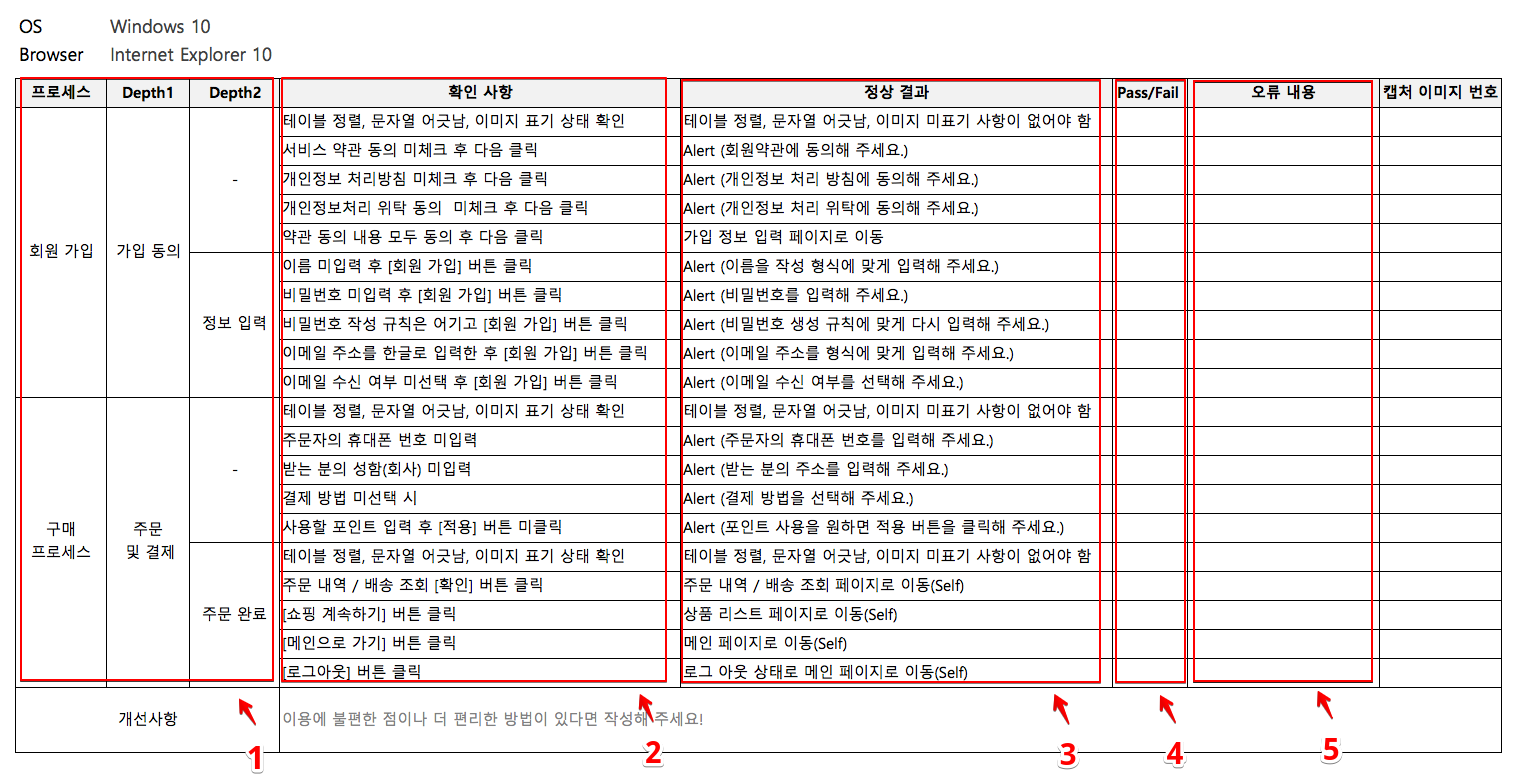 OS Windows 10
Browser Internet Explorer 10
프로세스 Depth1 Depth2 확인 사항 정상 결과 Pass/Fail 오류 내용 캡처 이미지 번호
테이블 정렬, 문자열 어긋남, 이미지 표기 상태 확인 테이블 정렬, 문자열 어긋남, 이미지 미표기 사항이 없어야 함
서비스 약관 동의 미체크 후 다음 클릭 Alert (회원약관에 동의해 주세요.)
- 개인정보 처리방침 미체크 후 다음 클릭 Alert (개인정보 처리 방침에 동의해 주세요.)
개인정보처리 위탁 동의 미체크 후 다음 클릭 Alert (개인정보 처리 위탁에 동의해 주세요.)
약관 동의 내용 모두 동의 후 다음 클릭 가입 정보 입력 페이지로 이동
회원 가입 가입 동의
이름 미입력 후 [회원 가입] 버튼 클릭 Alert (이름을 작성 형식에 맞게 입력해 주세요.)
비밀번호 미입력 후 [회원 가입] 버튼 클릭 Alert (비밀번호를 입력해 주세요.)
정보 입력 비밀번호 작성 규칙은 어기고 [회원 가입] 버튼 클릭 Alert (비밀번호 생성 규칙에 맞게 다시 입력해 주세요.)
이메일 주소를 한글로 입력한 후 [회원 가입] 버튼 클릭 Alert (이메일 주소를 형식에 맞게 입력해 주세요.)
이메일 수신 여부 미선택 후 [회원 가입] 버튼 클릭 Alert (이메일 수신 여부를 선택해 주세요.)
테이블 정렬, 문자열 어긋남, 이미지 표기 상태 확인 테이블 정렬, 문자열 어긋남, 이미지 미표기 사항이 없어야 함
주문자의 휴대폰 번호 미입력 Alert (주문자의 휴대폰 번호를 입력해 주세요.)
- 받는 분의 성함(회사) 미입력 Alert (받는 분의 주소를 입력해 주세요.)
결제 방법 미선택 시 Alert (결제 방법을 선택해 주세요.)
사용할 포인트 입력 후 [적용] 버튼 미클릭 Alert (포인트 사용을 원하면 적용 버튼을 클릭해 주세요.)
구매 주문
프로세스 및 결제
테이블 정렬, 문자열 어긋남, 이미지 표기 상태 확인 테이블 정렬, 문자열 어긋남, 이미지 미표기 사항이 없어야 함
주문 내역 / 배송 조회 [확인] 버튼 클릭 주문 내역 / 배송 조회 페이지로 이동(Self)
주문 완료 [쇼핑 계속하기] 버튼 클릭 상품 리스트 페이지로 이동(Self)
[메인으로 가기] 버튼 클릭 메인 페이지로 이동(Self)
[로그아웃] 버튼 클릭 로그 아웃 상태로 메인 페이지로 이동(Self)
개선사항 이용에 불편한 점이나 더 편리한 방법이 있다면 작성해 주세요!
1 2 3 4 5